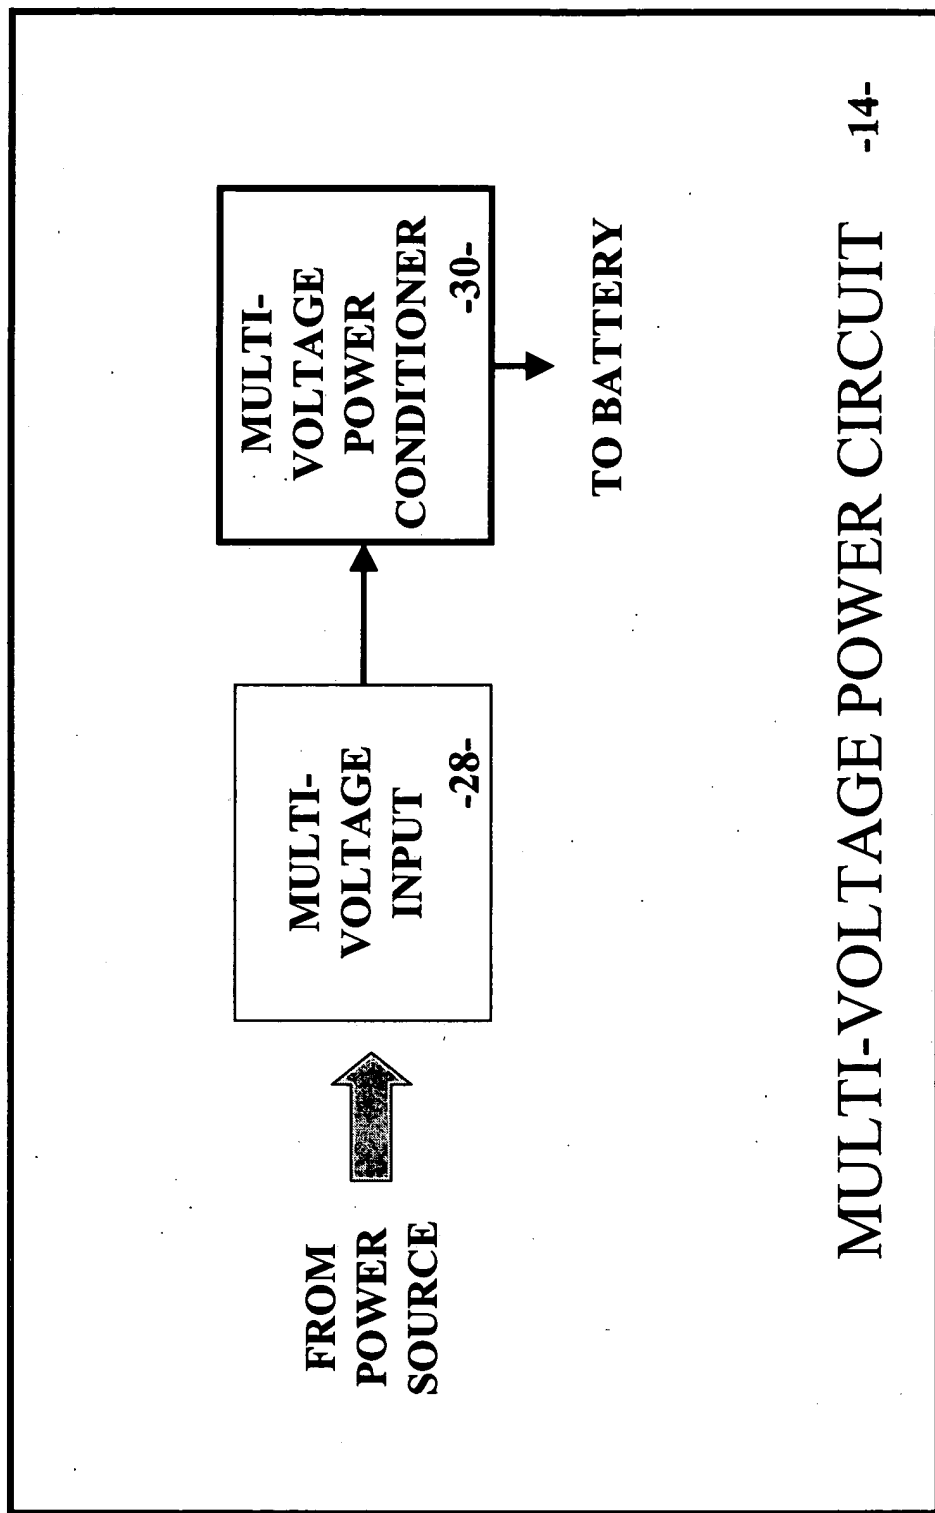 FROM
POWER
SOURCE
MULTI-
VOLTAGE
INPUT
-28-
MULTI-
VOLTAGE
POWER
CONDITIONER
-30-
TO BATTERY
MULTI-VOLTAGE POWER CIRCUIT -14-